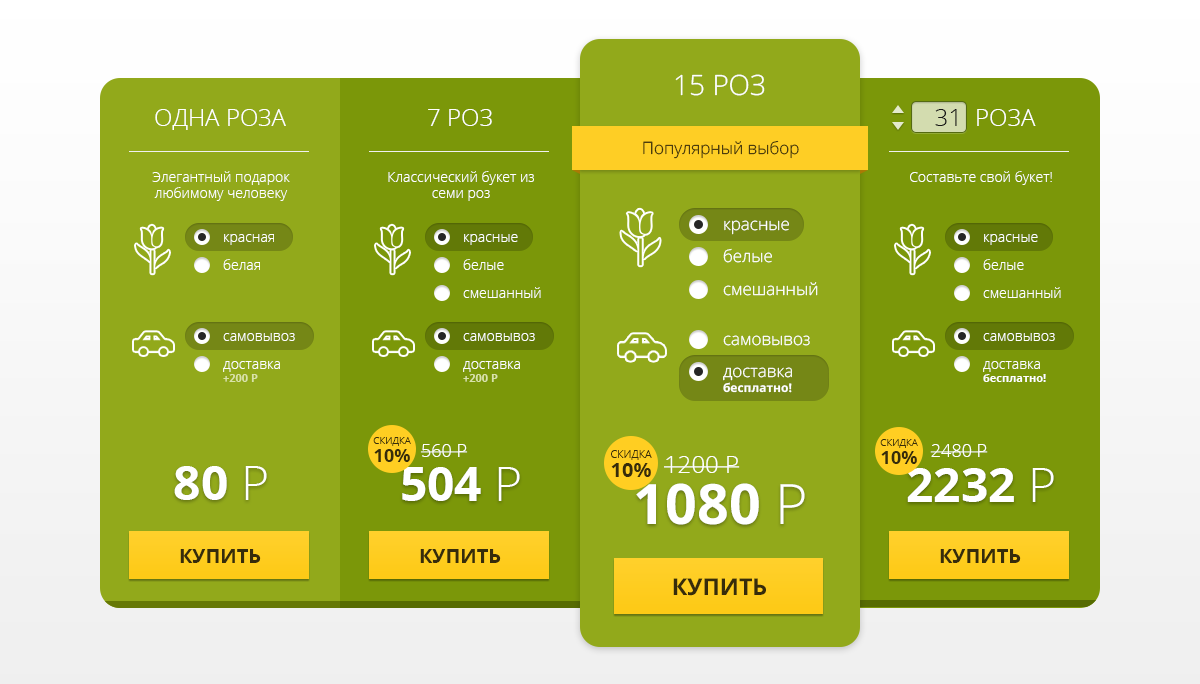 ОДНА РОЗА
Элегантный подарок
любимому человеку
красная
белая
самовывоз
доставка
+200 Р
80 Р
КУПИТЬ
7 РОЗ
Классический букет из
семи роз
красные
белые
смешанный
самовывоз
доставка
+200 Р
СКИДКА
10%
560 Р
504 Р
КУПИТЬ
15 РОЗ
Популярный выбор
красные
белые
смешанный
самовывоз
доставка
бесплатно!
СКИДКА
10%
1200 Р
1080 Р
КУПИТЬ
31 РОЗА
Составьте свой букет!
красные
белые
смешанный
самовывоз
доставка
бесплатно!
СКИДКА
10%
2480 Р
2232 Р
КУПИТЬ